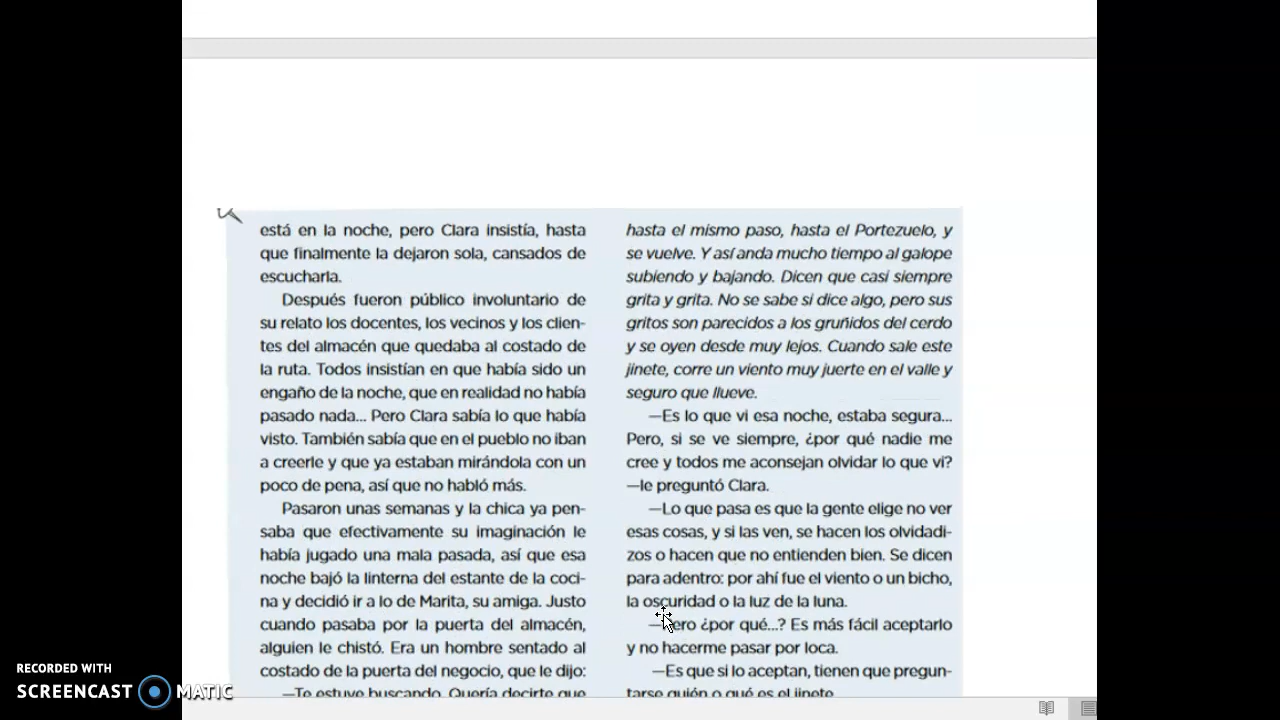 está en la noche, pero Clara insistía, hasta
que finalmente la dejaron sola, cansados de
escucharla.
Después fueron público involuntario de
su relato los docentes, los vecinos y los clien-
tes del almacén que quedaba al costado de
la ruta. Todos insistían en que había sido un
engaño de la noche, que en realidad no había
pasado nada... Pero Clara sabía lo que había
visto. También sabía que en el pueblo no iban
a creerle y que ya estaban mirándola con un
poco de pena, así que no habló más.
Pasaron unas semanas y la chica ya pen-
saba que efectivamente su imaginación le
había jugado una mala pasada, así que esa
noche bajó la linterna del estante de la coci-
na y decidió ir a lo de Marita, su amiga. Justo
cuando pasaba por la puerta del almacén,
alguien le chistó. Era un hombre sentado al
costado de la puerta del negocio, que le dijo:
—Te estuve buscando. Quería decirte que
hasta el mismo paso, hasta el Portezuelo, y
se vuelve. Y así anda mucho tiempo al galope
subiendo y bajando. Dicen que casi siempre
grita y grita. No se sabe si dice algo, pero sus
gritos son parecidos a los gruñidos del cerdo
y se oyen desde muy lejos. Cuando sale este
jinete, corre un viento muy juerte en el valle y
seguro que llueve.
—Es lo que vi esa noche, estaba segura...
Pero, si se ve siempre, ¿por qué nadie me
cree y todos me aconsejan olvidar lo que vi?
—le preguntó Clara.
—Lo que pasa es que la gente elige no ver
esas cosas, y si las ven, se hacen los olvidadi-
zos o hacen que no entienden bien. Se dicen
para adentro: por ahí fue el viento o un bicho,
la oscuridad o la luz de la luna.
—Pero ¿por qué...? Es más fácil aceptarlo
y no hacerme pasar por loca.
—Es que si lo aceptan, tienen que pregun-
tarse quién o qué es el jinete
RECORDED WITH
SCREENCAST MATIC